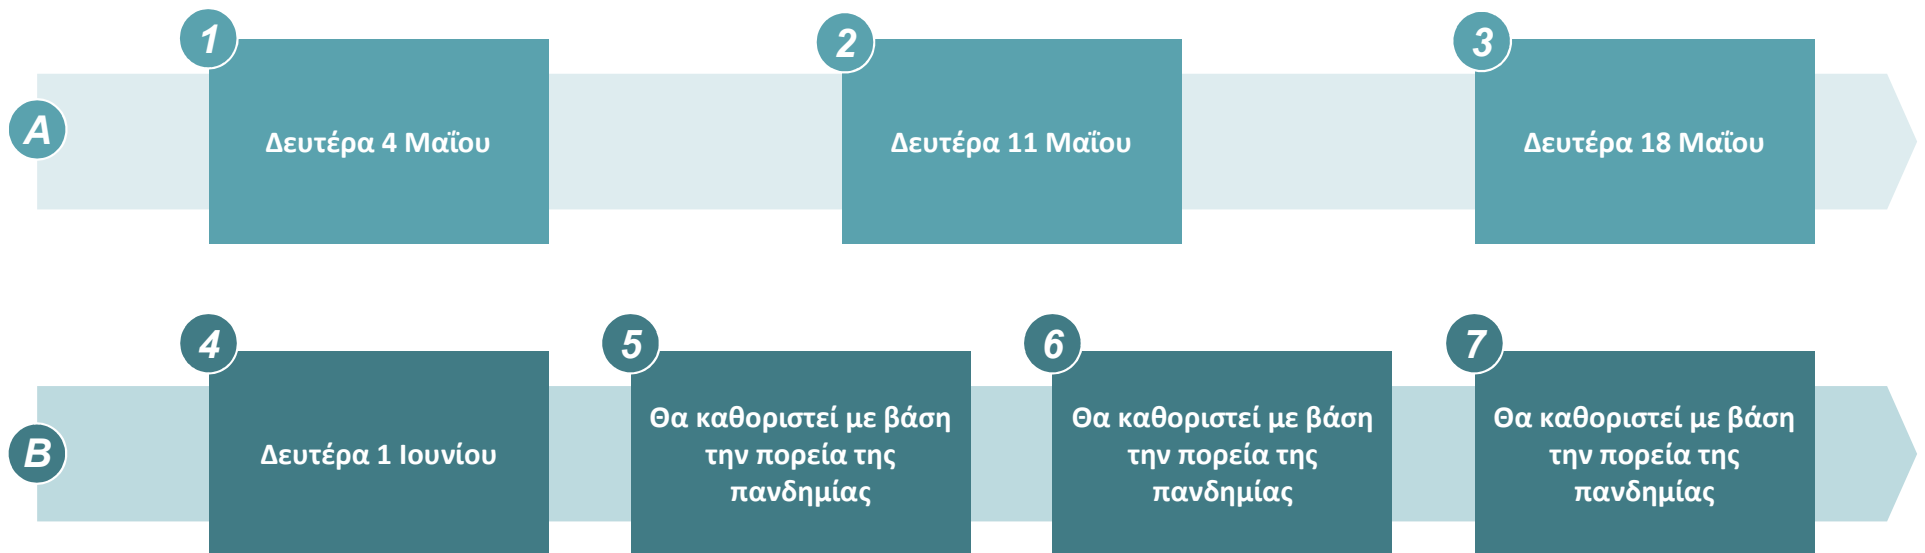 1
2
3
A
Δευτέρα 4 Μαΐου
Δευτέρα 11 Μαΐου
Δευτέρα 18 Μαΐου
4
5
6
7
B
Δευτέρα 1 Ιουνίου
Θα καθοριστεί με βάση
την πορεία της
πανδημίας
Θα καθοριστεί με βάση
την πορεία της
πανδημίας
Θα καθοριστεί με βάση
την πορεία της
πανδημίας